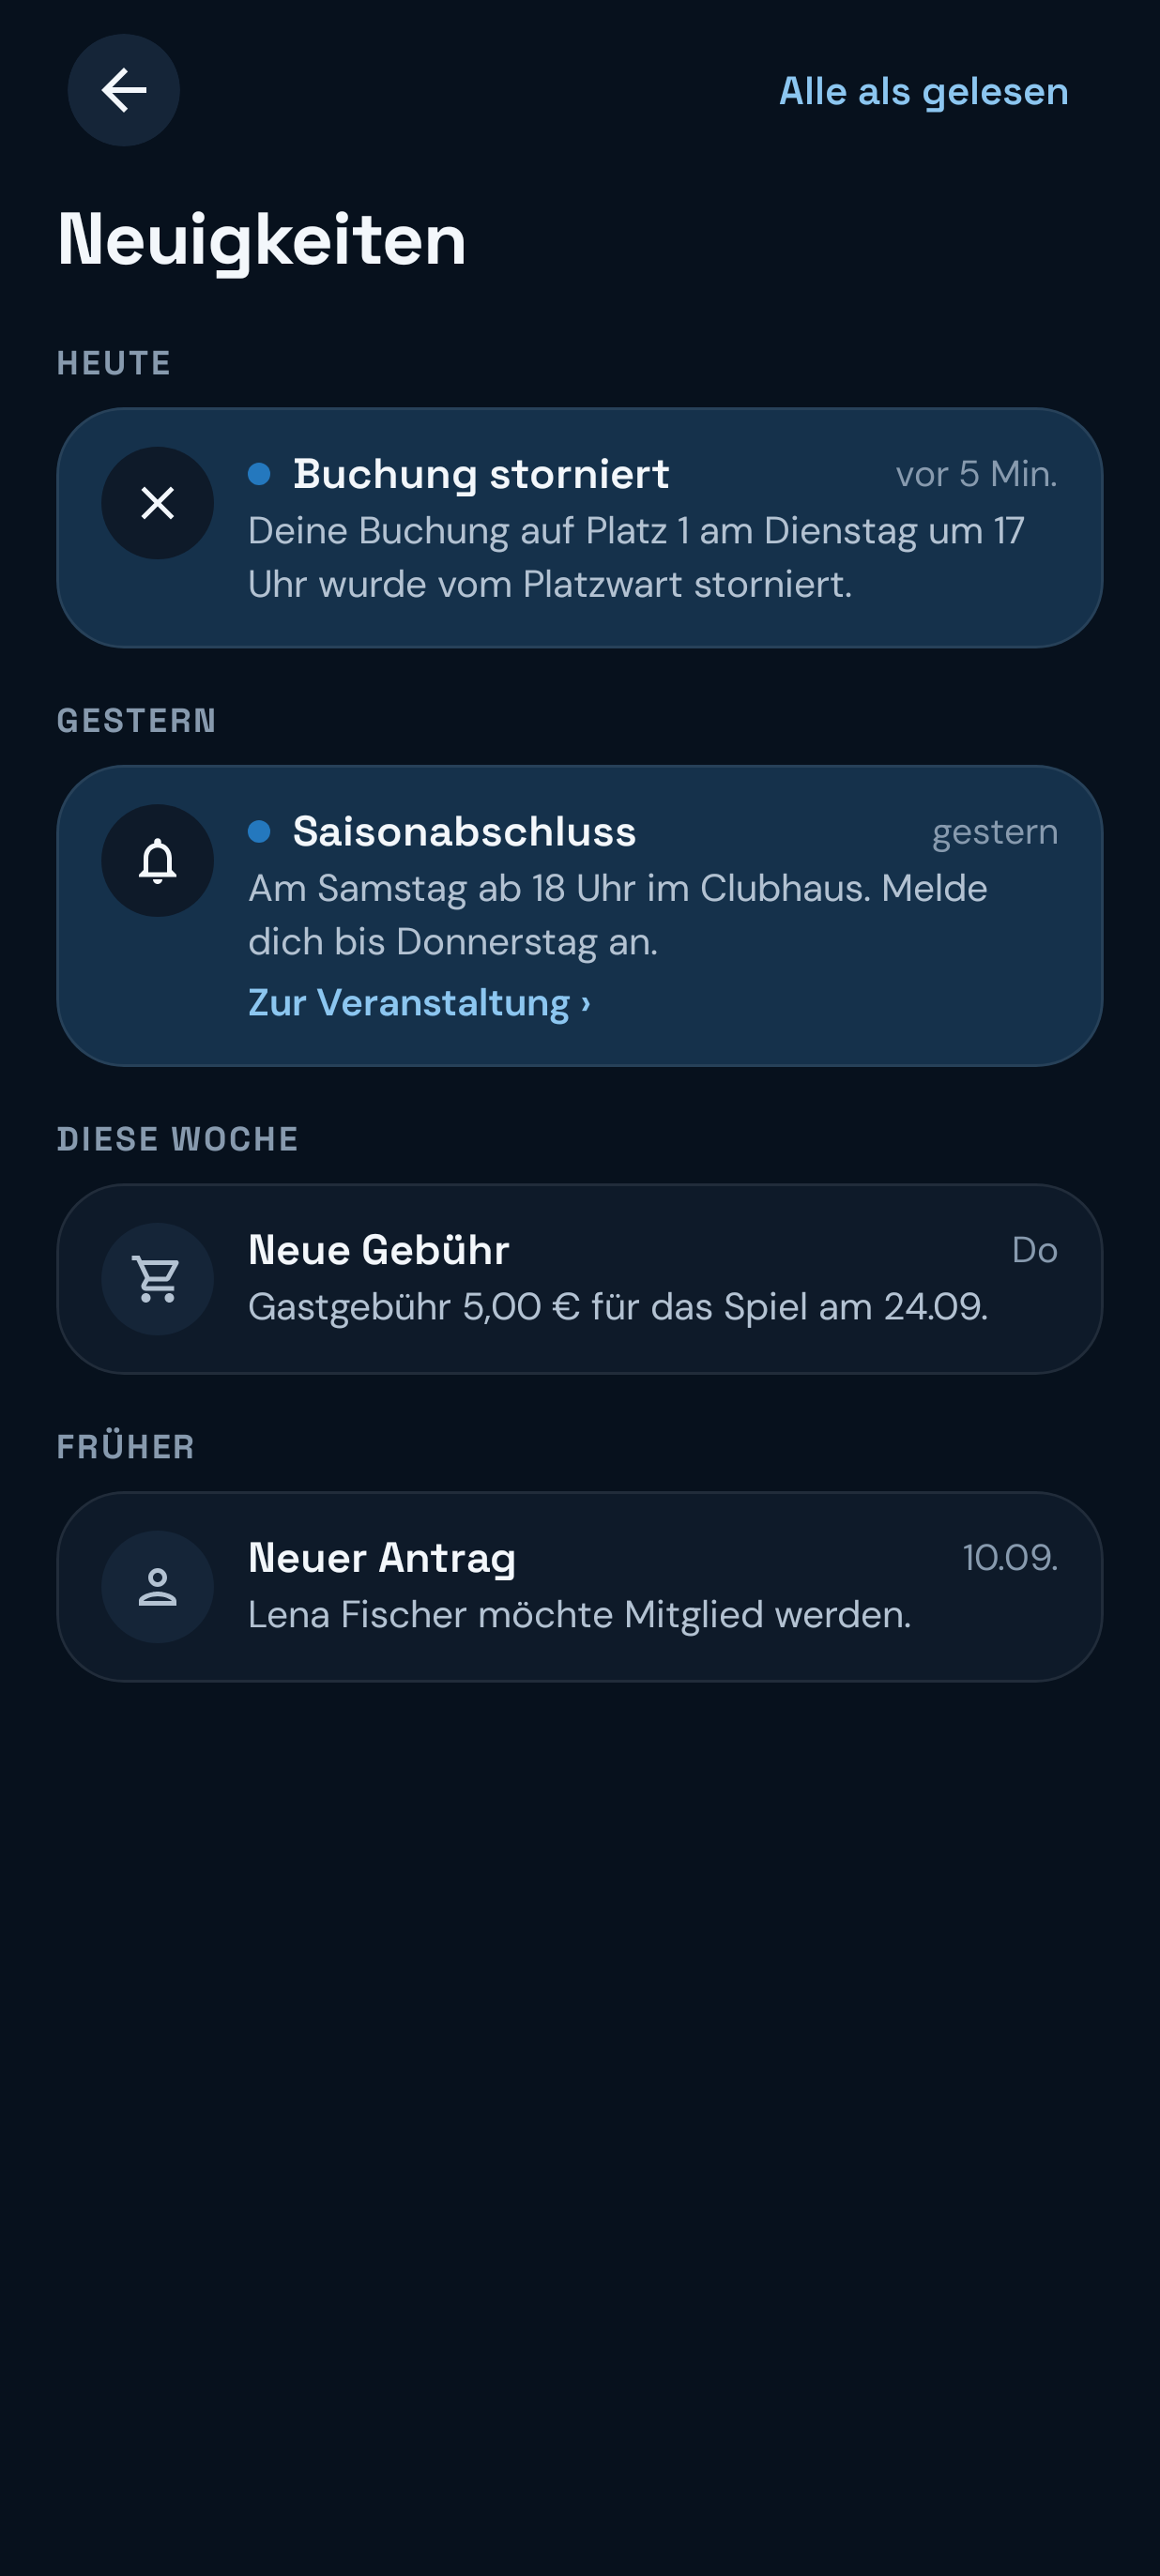 Alle als gelesen
Neuigkeiten
HEUTE
Buchung storniert vor 5 Min.
Deine Buchung auf Platz 1 am Dienstag um 17
Uhr wurde vom Platzwart storniert.
GESTERN
Saisonabschluss gestern
Am Samstag ab 18 Uhr im Clubhaus. Melde
dich bis Donnerstag an.
Zur Veranstaltung ›
DIESE WOCHE
Neue Gebühr Do
Gastgebühr 5,00 € für das Spiel am 24.09.
FRÜHER
Neuer Antrag 10.09.
Lena Fischer möchte Mitglied werden.